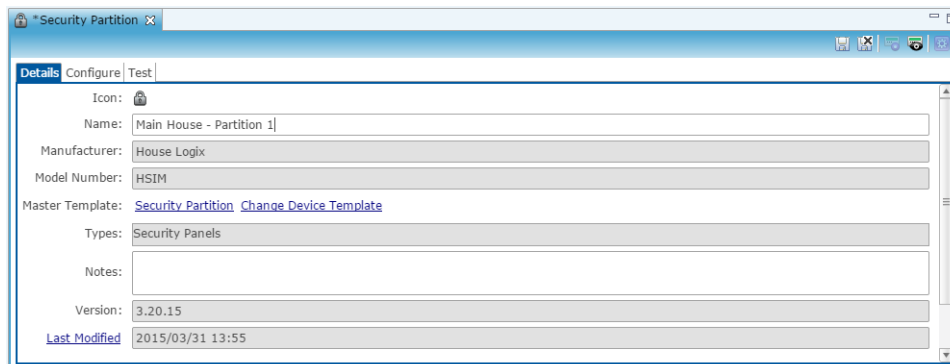 *Security Partition
Details Configure Test
Icon:
Name: Main House - Partition 1
Manufacturer: House Logix
Model Number: HSIM
Master Template: Security Partition Change Device Template
Types: Security Panels
Notes:
Version: 3.20.15
Last Modified 2015/03/31 13:55